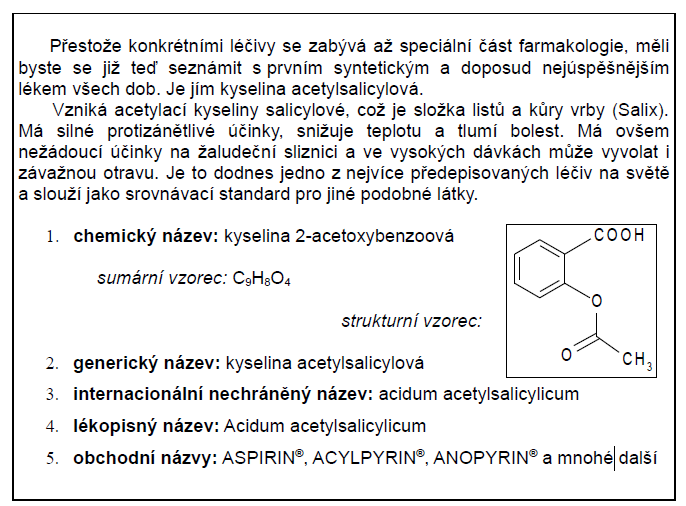 Přestože konkrétními léčivy se zabývá až speciální část farmakologie, měli
byste se již teď seznámit s prvním syntetickým a doposud nejúspěšnějším
lékem všech dob. Je jím kyselina acetylsalicylová.
Vzniká acetylací kyseliny salicylové, což je složka listů a kůry vrby (Salix).
Má silné protizánětlivé účinky, snižuje teplotu a tlumí bolest. Má ovšem
nežádoucí účinky na žaludeční sliznici a ve vysokých dávkách může vyvolat i
závažnou otravu. Je to dodnes jedno z nejvíce předepisovaných léčiv na světě
a slouží jako srovnávací standard pro jiné podobné látky.
1. chemický název: kyselina 2-acetoxybenzoová
sumární vzorec: C₉H₈O₄
strukturní vzorec:
COOH
O
O
CH₃
2. generický název: kyselina acetylsalicylová
3. internacionální nechráněný název: acidum acetylsalicylicum
4. lékopisný název: Acidum acetylsalicylicum
5. obchodní názvy: ASPIRIN®, ACYLPYRIN®, ANOPYRIN® a mnohé další